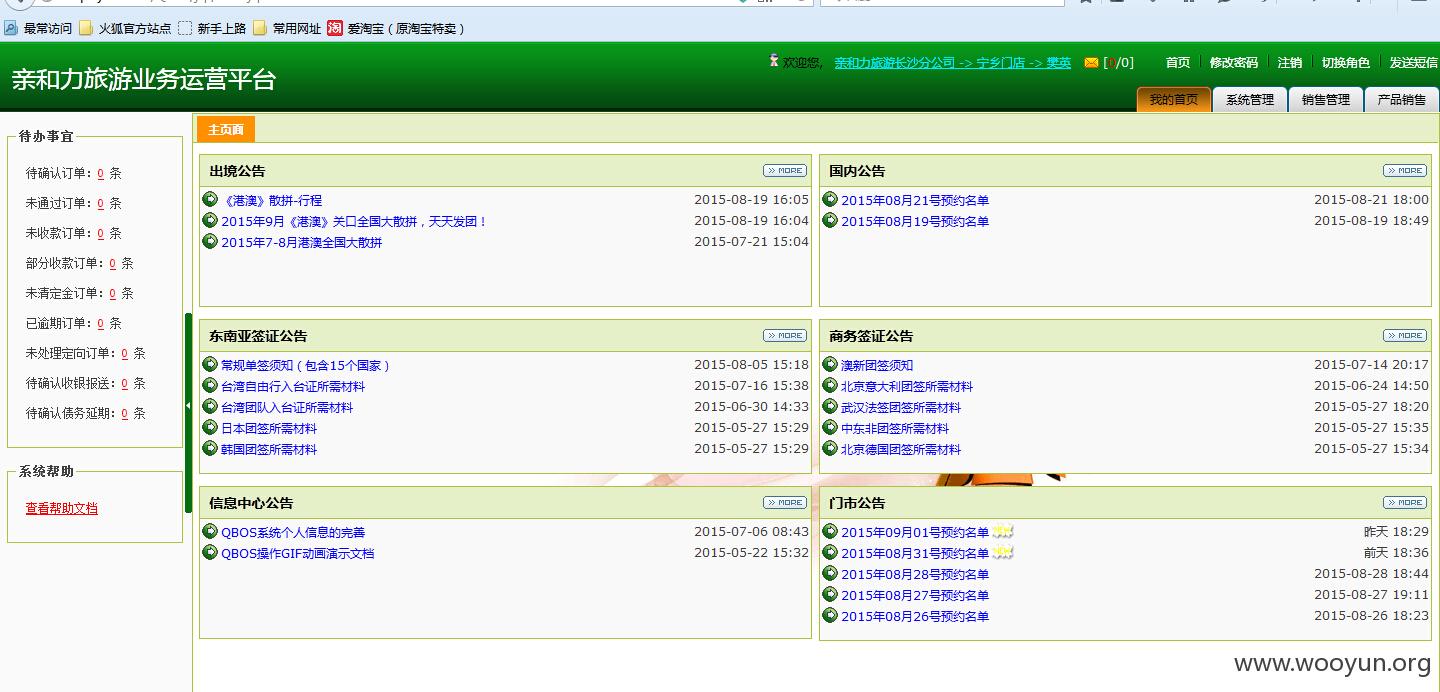 最常访问 火狐官方站点 新手上路 常用网址 淘 爱淘宝（原淘宝特卖）
亲和力旅游业务运营平台
欢迎您, 亲和力旅游长沙分公司 -> 宁乡门店 -> 樊英 [0/0] 首页 修改密码 注销 切换角色 发送短信
我的首页 系统管理 销售管理 产品销售
待办事宜
待确认订单：0 条
未通过订单：0 条
未收款订单：0 条
部分收款订单：0 条
未清定金订单：0 条
已逾期订单：0 条
未处理定向订单：0 条
待确认收银报送：0 条
待确认债务延期：0 条
系统帮助
查看帮助文档
主页面
出境公告 MORE
《港澳》散拼-行程 2015-08-19 16:05
2015年9月《港澳》关口全国大散拼，天天发团！ 2015-08-19 16:04
2015年7-8月港澳全国大散拼 2015-07-21 15:04
国内公告 MORE
2015年08月21号预约名单 2015-08-21 18:00
2015年08月19号预约名单 2015-08-19 18:49
东南亚签证公告 MORE
常规单签须知（包含15个国家） 2015-08-05 15:18
台湾自由行入台证所需材料 2015-07-16 15:38
台湾团队入台证所需材料 2015-06-30 14:33
日本团签所需材料 2015-05-27 15:29
韩国团签所需材料 2015-05-27 15:29
商务签证公告 MORE
澳新团签须知 2015-07-14 20:17
北京意大利团签所需材料 2015-06-24 14:50
武汉法签团签所需材料 2015-05-27 18:20
中东非团签所需材料 2015-05-27 15:35
北京德国团签所需材料 2015-05-27 15:34
信息中心公告 MORE
QBOS系统个人信息的完善 2015-07-06 08:43
QBOS操作GIF动画演示文档 2015-05-22 15:32
门市公告 MORE
2015年09月01号预约名单 NEW 昨天 18:29
2015年08月31号预约名单 NEW 前天 18:36
2015年08月28号预约名单 2015-08-28 18:44
2015年08月27号预约名单 2015-08-27 19:11
2015年08月26号预约名单 2015-08-26 18:23
www.wooyun.org